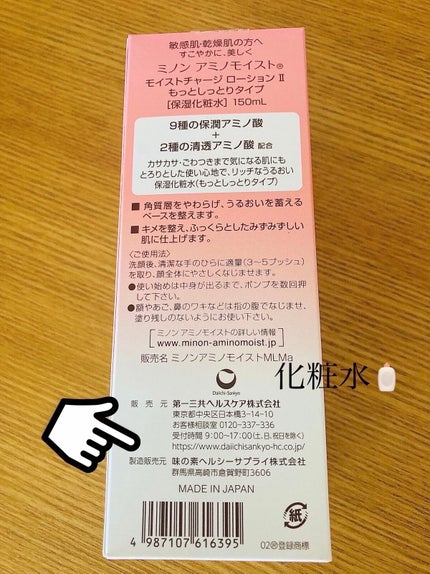 敏感肌・乾燥肌の方へ
すこやかに、美しく
ミノン アミノモイスト®
モイストチャージ ローション Ⅱ
もっとしっとりタイプ
[保湿化粧水] 150mL
9種の保潤アミノ酸
+
2種の清透アミノ酸 配合
カサカサ・ごわつきまで気になる肌にも
とろりとした使い心地で、リッチなうるおい
保湿化粧水(もっとしっとりタイプ)
■ 角質層をやわらげ、うるおいを蓄える
ベースを整えます。
■ キメを整え、ふっくらとしたみずみずしい
肌に仕上げます。
〈ご使用法〉
洗顔後、清潔な手のひらに適量(3~5プッシュ)
を取り、顔全体にやさしくなじませます。
●使い始めは中身が出るまで、ポンプを数回押
して下さい。
●額やあご、鼻のワキなどは指の腹でなじませ、
塗り残しのないようにお使い下さい。
[ミノン アミノモイストの詳しい情報]
www.minon-aminomoist.jp
販売名 ミノンアミノモイストMLMa
化粧水
Daiichi-Sankyo
販売元 第一三共ヘルスケア株式会社
東京都中央区日本橋3-14-10
お客様相談室 0120-337-336
受付時間 9:00~17:00(土、日、祝日を除く)
https://www.daiichisankyo-hc.co.jp/
製造販売元 味の素ヘルシーサプライ株式会社
群馬県高崎市倉賀野町3606
MADE IN JAPAN
紙
4 987107 616395
02㊞登録商標